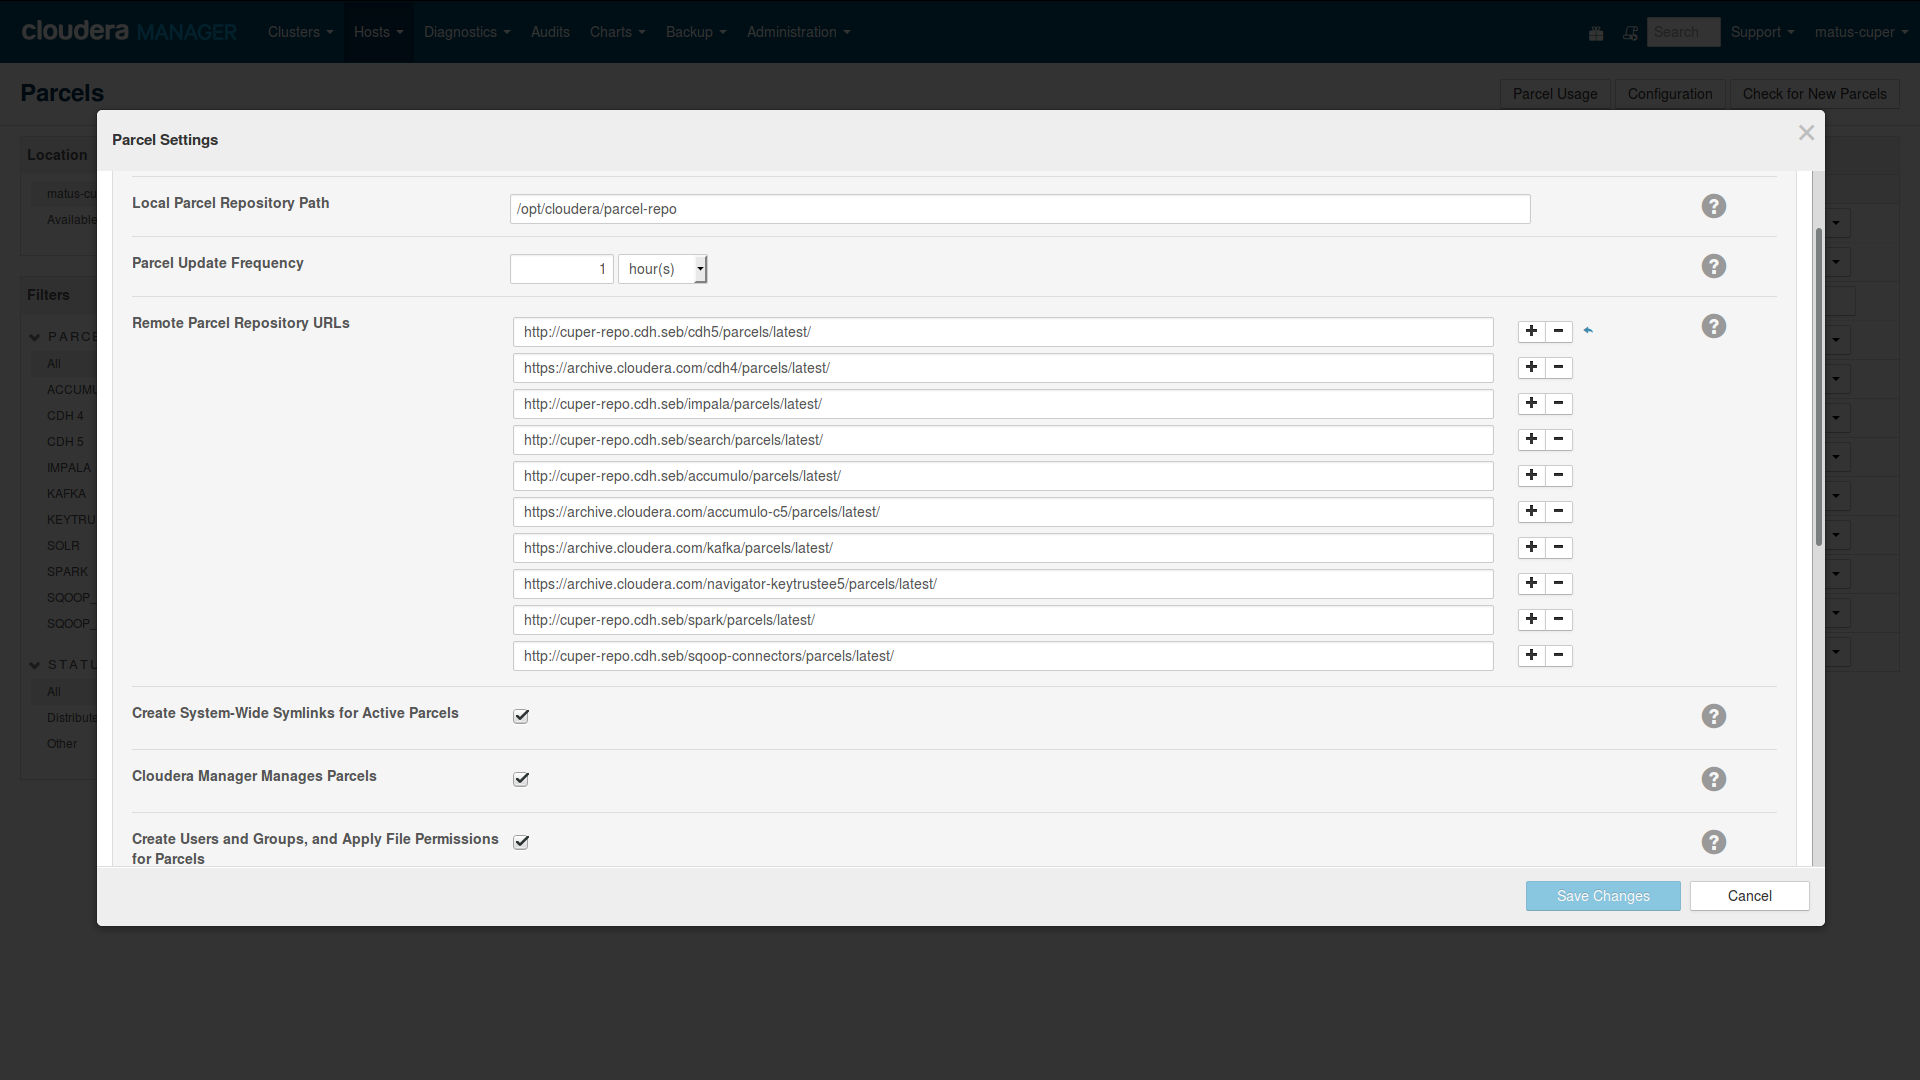 cloudera MANAGER Clusters Hosts Diagnostics Audits Charts Backup Administration Search Support matus-cuper
Parcels
Parcel Usage Configuration Check for New Parcels
Parcel Settings
Location
matus-cu
Available
Filters
PARCE
All
ACCUMU
CDH 4
CDH 5
IMPALA
KAFKA
KEYTRU
SOLR
SPARK
SQOOP_
SQOOP_
STATU
All
Distribute
Other
Local Parcel Repository Path
/opt/cloudera/parcel-repo
Parcel Update Frequency
1 hour(s)
Remote Parcel Repository URLs
http://cuper-repo.cdh.seb/cdh5/parcels/latest/
https://archive.cloudera.com/cdh4/parcels/latest/
http://cuper-repo.cdh.seb/impala/parcels/latest/
http://cuper-repo.cdh.seb/search/parcels/latest/
http://cuper-repo.cdh.seb/accumulo/parcels/latest/
https://archive.cloudera.com/accumulo-c5/parcels/latest/
https://archive.cloudera.com/kafka/parcels/latest/
https://archive.cloudera.com/navigator-keytrustee5/parcels/latest/
http://cuper-repo.cdh.seb/spark/parcels/latest/
http://cuper-repo.cdh.seb/sqoop-connectors/parcels/latest/
Create System-Wide Symlinks for Active Parcels
Cloudera Manager Manages Parcels
Create Users and Groups, and Apply File Permissions
for Parcels
Save Changes Cancel